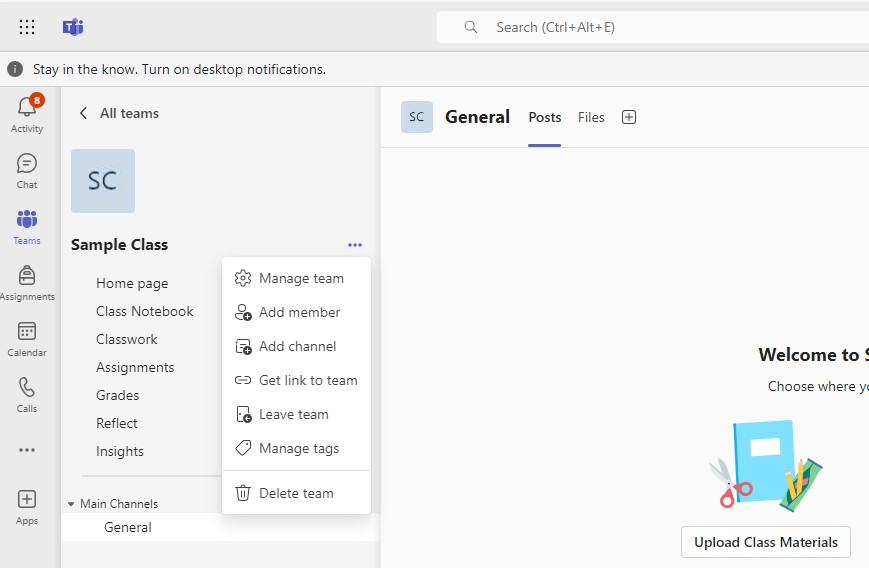 Search (Ctrl+Alt+E)
Stay in the know. Turn on desktop notifications.
8
Activity
Chat
Teams
Assignments
Calendar
Calls
Apps
All teams
SC
Sample Class
Home page
Class Notebook
Classwork
Assignments
Grades
Reflect
Insights
Main Channels
General
Manage team
Add member
Add channel
Get link to team
Leave team
Manage tags
Delete team
SC General Posts Files
Welcome to S
Choose where yo
Upload Class Materials